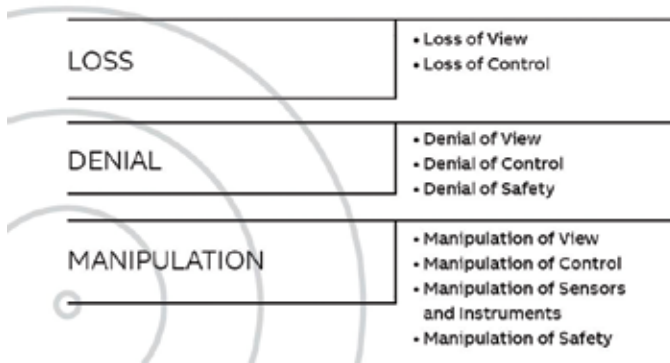 LOSS
• Loss of View
• Loss of Control
DENIAL
• Denial of View
• Denial of Control
• Denial of Safety
MANIPULATION
• Manipulation of View
• Manipulation of Control
• Manipulation of Sensors
and Instruments
• Manipulation of Safety